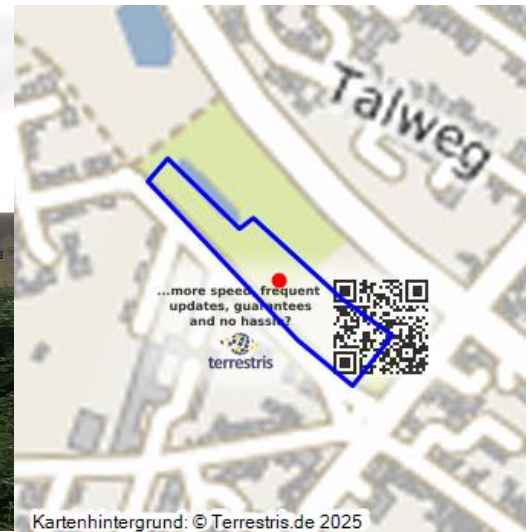 Talweg
...more speed, frequent
updates, guarantees
and no hassle?
terrestris
Kartenhintergrund: © Terrestris.de 2025